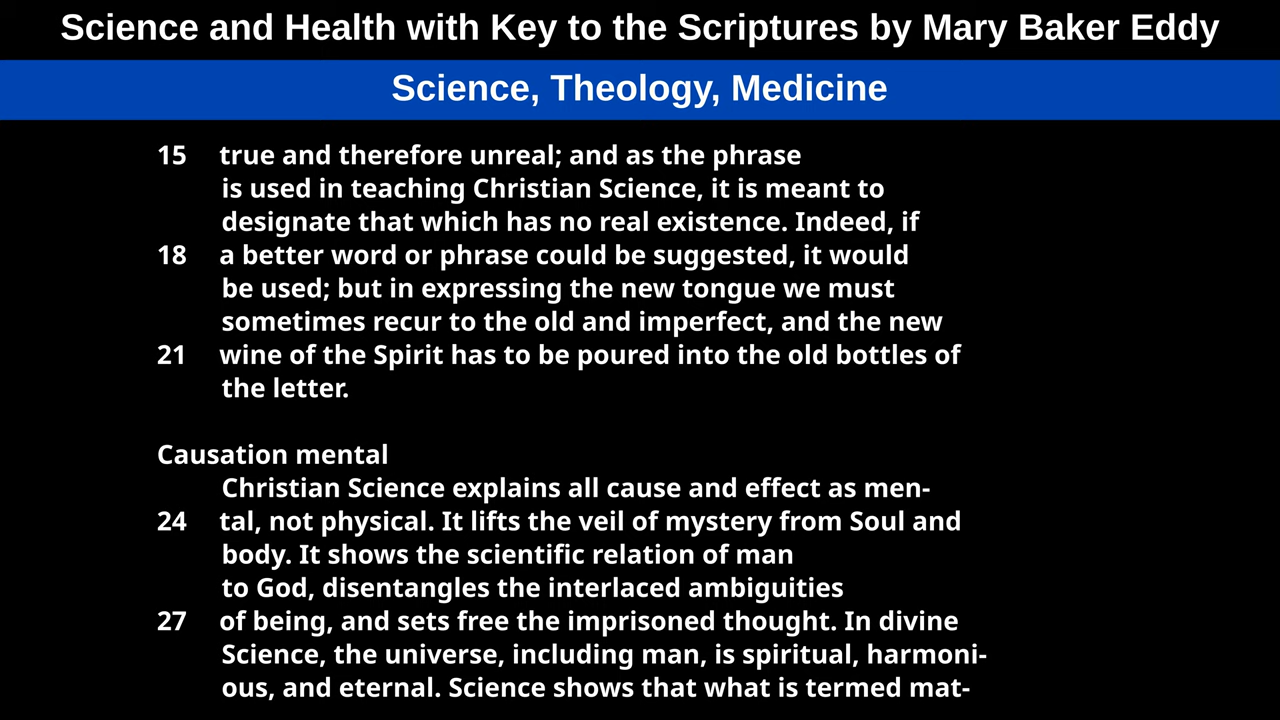 Science and Health with Key to the Scriptures by Mary Baker Eddy
Science, Theology, Medicine
15 true and therefore unreal; and as the phrase
is used in teaching Christian Science, it is meant to
designate that which has no real existence. Indeed, if
18 a better word or phrase could be suggested, it would
be used; but in expressing the new tongue we must
sometimes recur to the old and imperfect, and the new
21 wine of the Spirit has to be poured into the old bottles of
the letter.
Causation mental
Christian Science explains all cause and effect as men-
24 tal, not physical. It lifts the veil of mystery from Soul and
body. It shows the scientific relation of man
to God, disentangles the interlaced ambiguities
27 of being, and sets free the imprisoned thought. In divine
Science, the universe, including man, is spiritual, harmoni-
ous, and eternal. Science shows that what is termed mat-